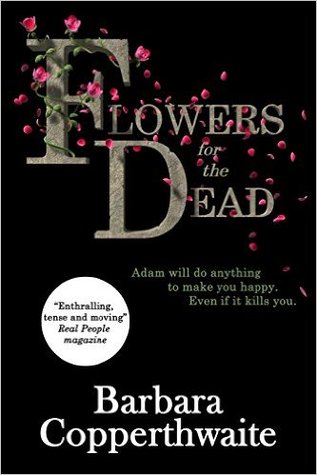 FLOWERS
for the
DEAD
Adam will do anything
to make you happy.
Even if it kills you.
"Enthralling,
tense and moving"
Real People
magazine
Barbara
Copperthwaite